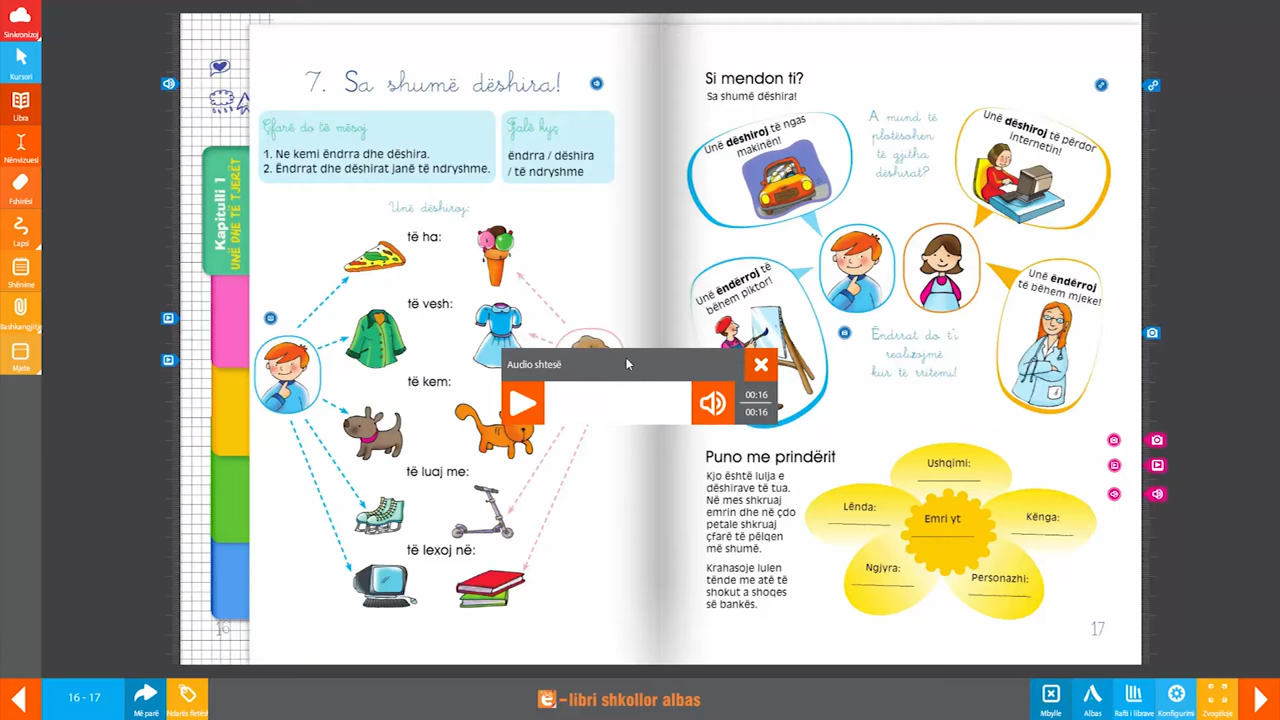 Sinkronizoj
Kursori
Libra
Nënvizuesi
Fshirësi
Lapsi
Shënime
Bashkangjit
Mjete
Kapitulli 1
UNË DHE TË TJERËT
7. Sa shumë dëshira!
Çfarë do të mësoj
1. Ne kemi ëndrra dhe dëshira.
2. Ëndrrat dhe dëshirat janë të ndryshme.
Fjalë kyç
ëndrra / dëshira
/ të ndryshme
Unë dëshiroj:
të ha:
të vesh:
të kem:
të luaj me:
të lexoj në:
16
Audio shtesë
00:16
00:16
Si mendon ti?
Sa shumë dëshira!
Unë dëshiroj të ngas
makinën!
A mund të
plotësohen
të gjitha
dëshirat?
Unë dëshiroj të përdor
internetin!
Unë ëndërroj të
bëhem piktor!
Unë ëndërroj
të bëhem mjeke!
Ëndrrat do t'i
realizojmë
kur të rritemi!
Puno me prindërit
Kjo është lulja e
dëshirave të tua.
Në mes shkruaj
emrin dhe në çdo
petale shkruaj
çfarë të pëlqen
më shumë.
Krahasoje lulen
tënde me atë të
shokut a shoqes
së bankës.
Ushqimi:
Lënda:
Emri yt
Kënga:
Ngjyra:
Personazhi:
17
16 - 17
Më parë
Ndarës fletësh
e-libri shkollor albas
Mbylle
Albas
Rafti i librave
Konfigurimi
Zvogëloje